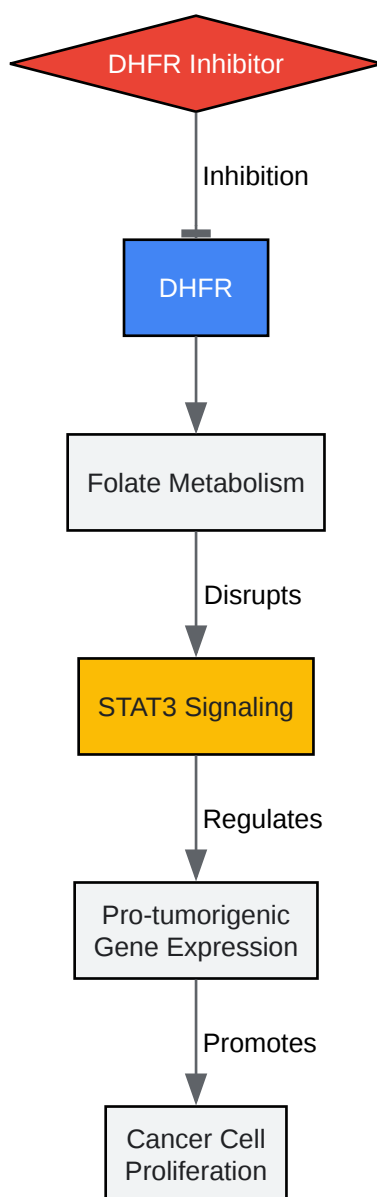 DHFR Inhibitor
Inhibition
DHFR
Folate Metabolism
Disrupts
STAT3 Signaling
Regulates
Pro-tumorigenic
Gene Expression
Promotes
Cancer Cell
Proliferation